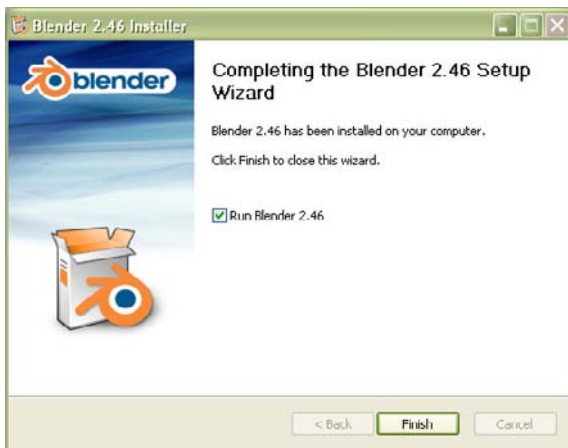 Blender 2.46 Installer
blender
Completing the Blender 2.46 Setup
Wizard
Blender 2.46 has been installed on your computer.
Click Finish to close this wizard.
Run Blender 2.46
< Back
Finish
Cancel